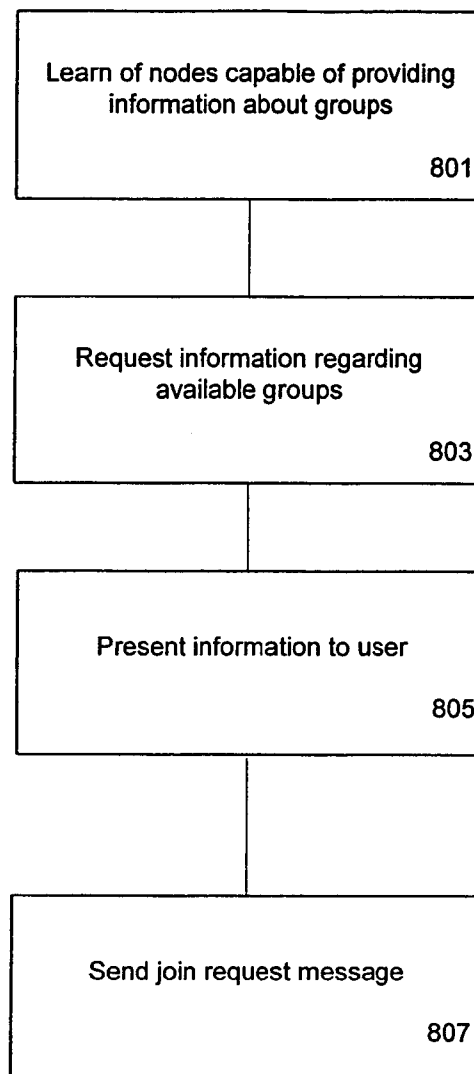 Learn of nodes capable of providing
information about groups
801
Request information regarding
available groups
803
Present information to user
805
Send join request message
807